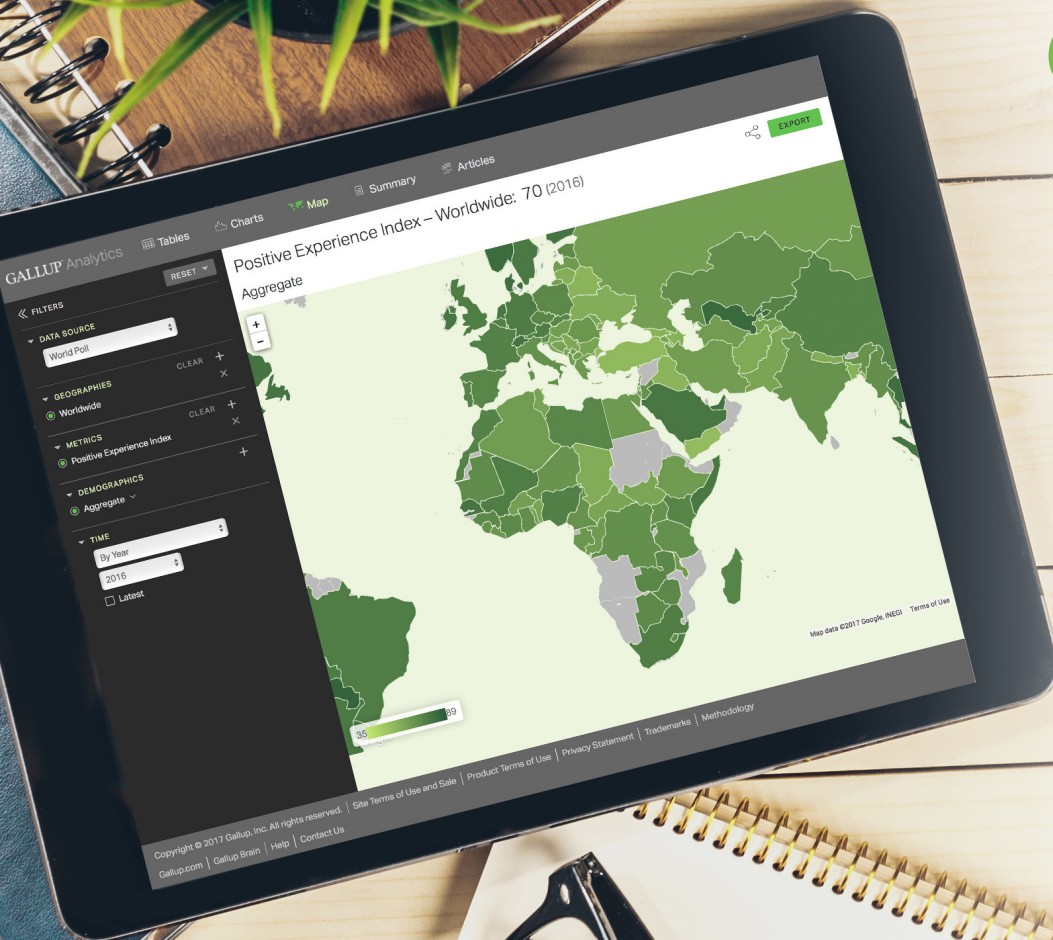 GALLUP Analytics
Tables
Charts
Map
Summary
Articles
EXPORT
FILTERS
RESET
DATA SOURCE
World Poll
GEOGRAPHIES
CLEAR +
Worldwide ×
METRICS
CLEAR +
Positive Experience Index ×
DEMOGRAPHICS +
Aggregate
TIME
By Year
2016
Latest
Positive Experience Index – Worldwide: 70 (2016)
Aggregate
+
−
35 89
Map data ©2017 Google, INEGI Terms of Use
Copyright © 2017 Gallup, Inc. All rights reserved. | Site Terms of Use and Sale | Product Terms of Use | Privacy Statement | Trademarks | Methodology
Gallup.com | Gallup Brain | Help | Contact Us